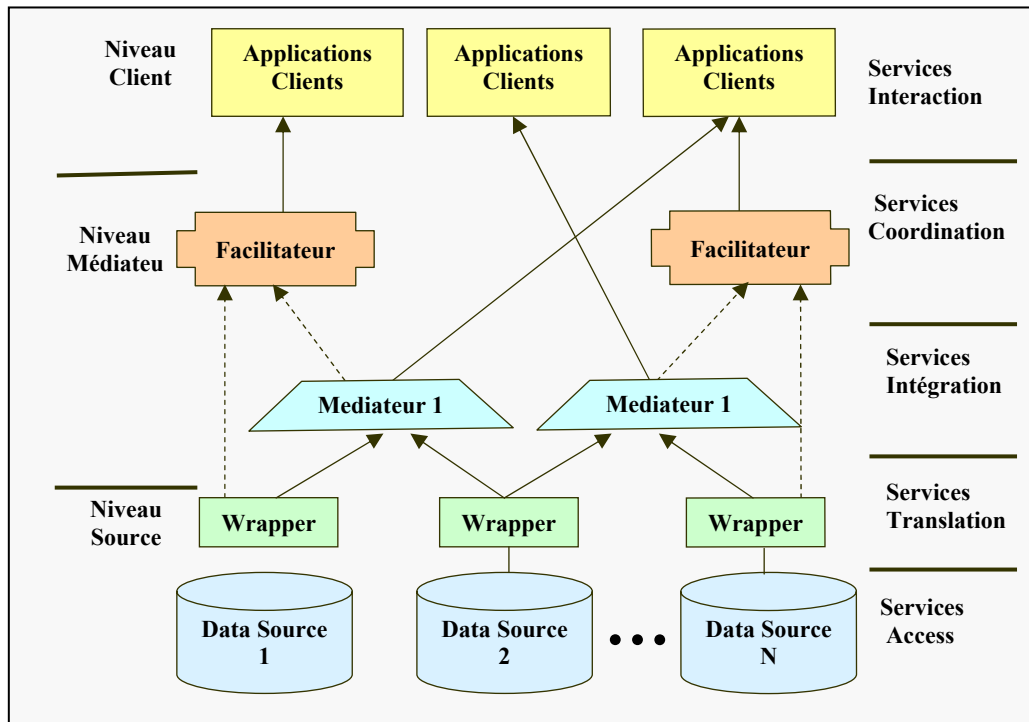 Niveau
Client
Applications
Clients
Applications
Clients
Applications
Clients
Services
Interaction
Niveau
Médiateu
Facilitateur
Facilitateur
Services
Coordination
Mediateur 1
Mediateur 1
Services
Intégration
Niveau
Source
Wrapper
Wrapper
Wrapper
Services
Translation
Data Source
1
Data Source
2
Data Source
N
Services
Access